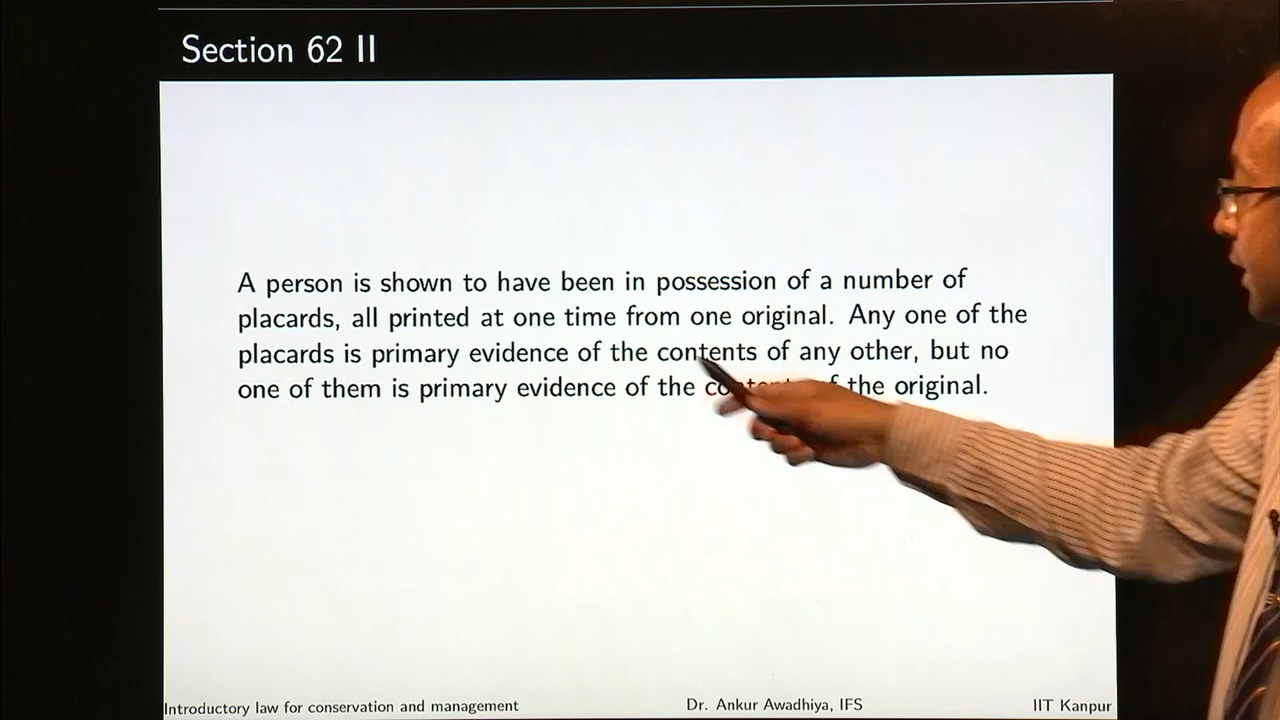 Section 62 II
A person is shown to have been in possession of a number of
placards, all printed at one time from one original. Any one of the
placards is primary evidence of the contents of any other, but no
one of them is primary evidence of the contents of the original.
Introductory law for conservation and management Dr. Ankur Awadhiya, IFS IIT Kanpur